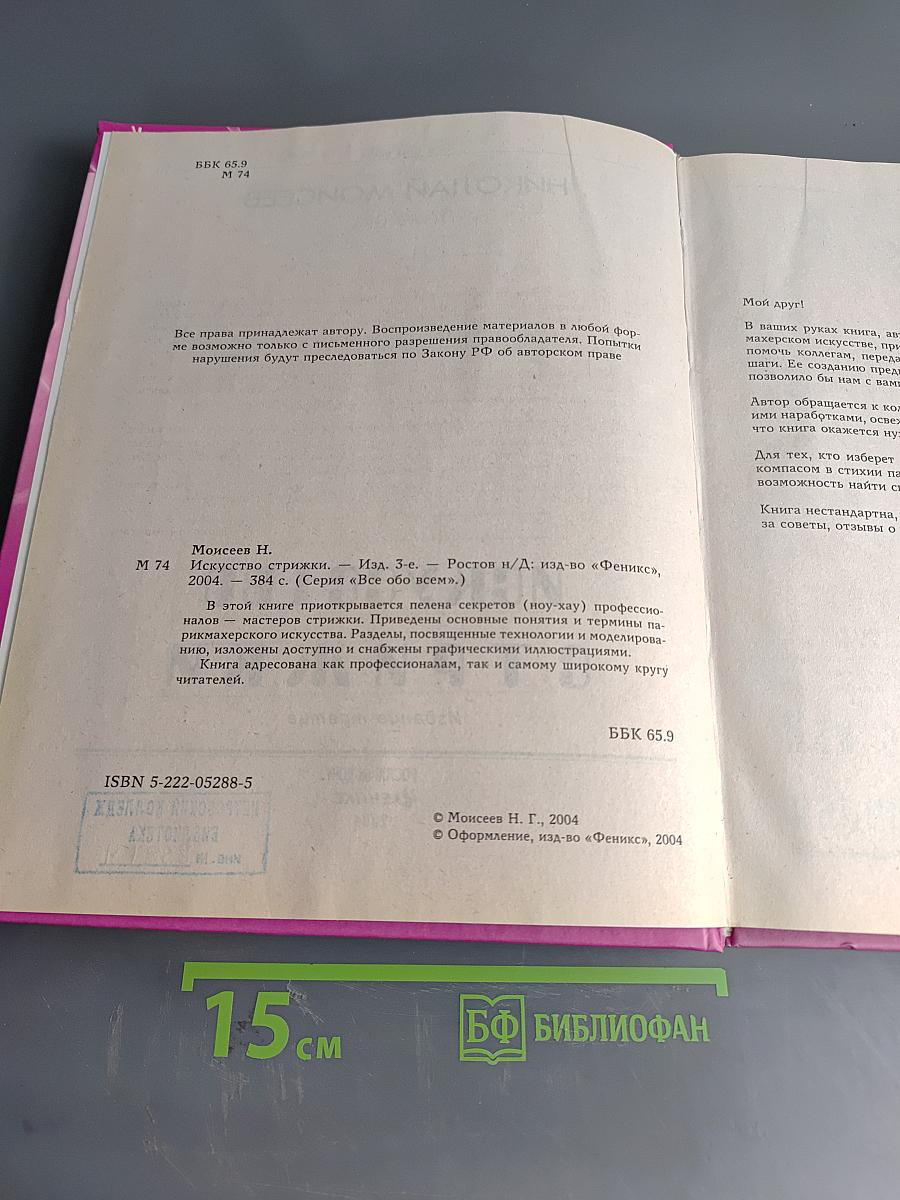 ББК 65.9
М 74
Все права принадлежат автору. Воспроизведение материалов в любой фор-
ме возможно только с письменного разрешения правообладателя. Попытки
нарушения будут преследоваться по Закону РФ об авторском праве
Моисеев Н.
М 74 Искусство стрижки. — Изд. 3-е. — Ростов н/Д: изд-во «Феникс»,
2004. — 384 с. (Серия «Все обо всем».)
В этой книге приоткрывается пелена секретов (ноу-хау) профессио-
налов — мастеров стрижки. Приведены основные понятия и термины па-
рикмахерского искусства. Разделы, посвященные технологии и моделирова-
нию, изложены доступно и снабжены графическими иллюстрациями.
Книга адресована как профессионалам, так и самому широкому кругу
читателей.
ББК 65.9
ISBN 5-222-05288-5
© Моисеев Н. Г., 2004
© Оформление, изд-во «Феникс», 2004
Мой друг!
В ваших руках книга,
махерском искусстве,
помочь коллегам,
шаги. Ее созданию
позволило бы нам с
Автор обращается к
ими наработками,
что книга окажется
Для тех, кто изберет
компасом в стихии
возможность найти
Книга нестандартна,
за советы, отзывы о
15 см
БФ БИБЛИОФАН